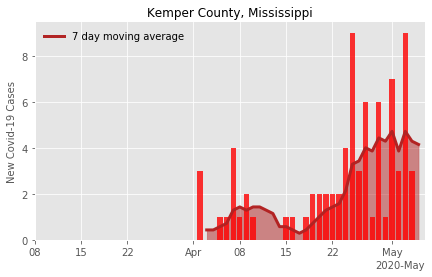 Kemper County, Mississippi
7 day moving average
New Covid-19 Cases
8
6
4
2
0
08 15 22 Apr 08 15 22 May
2020-May